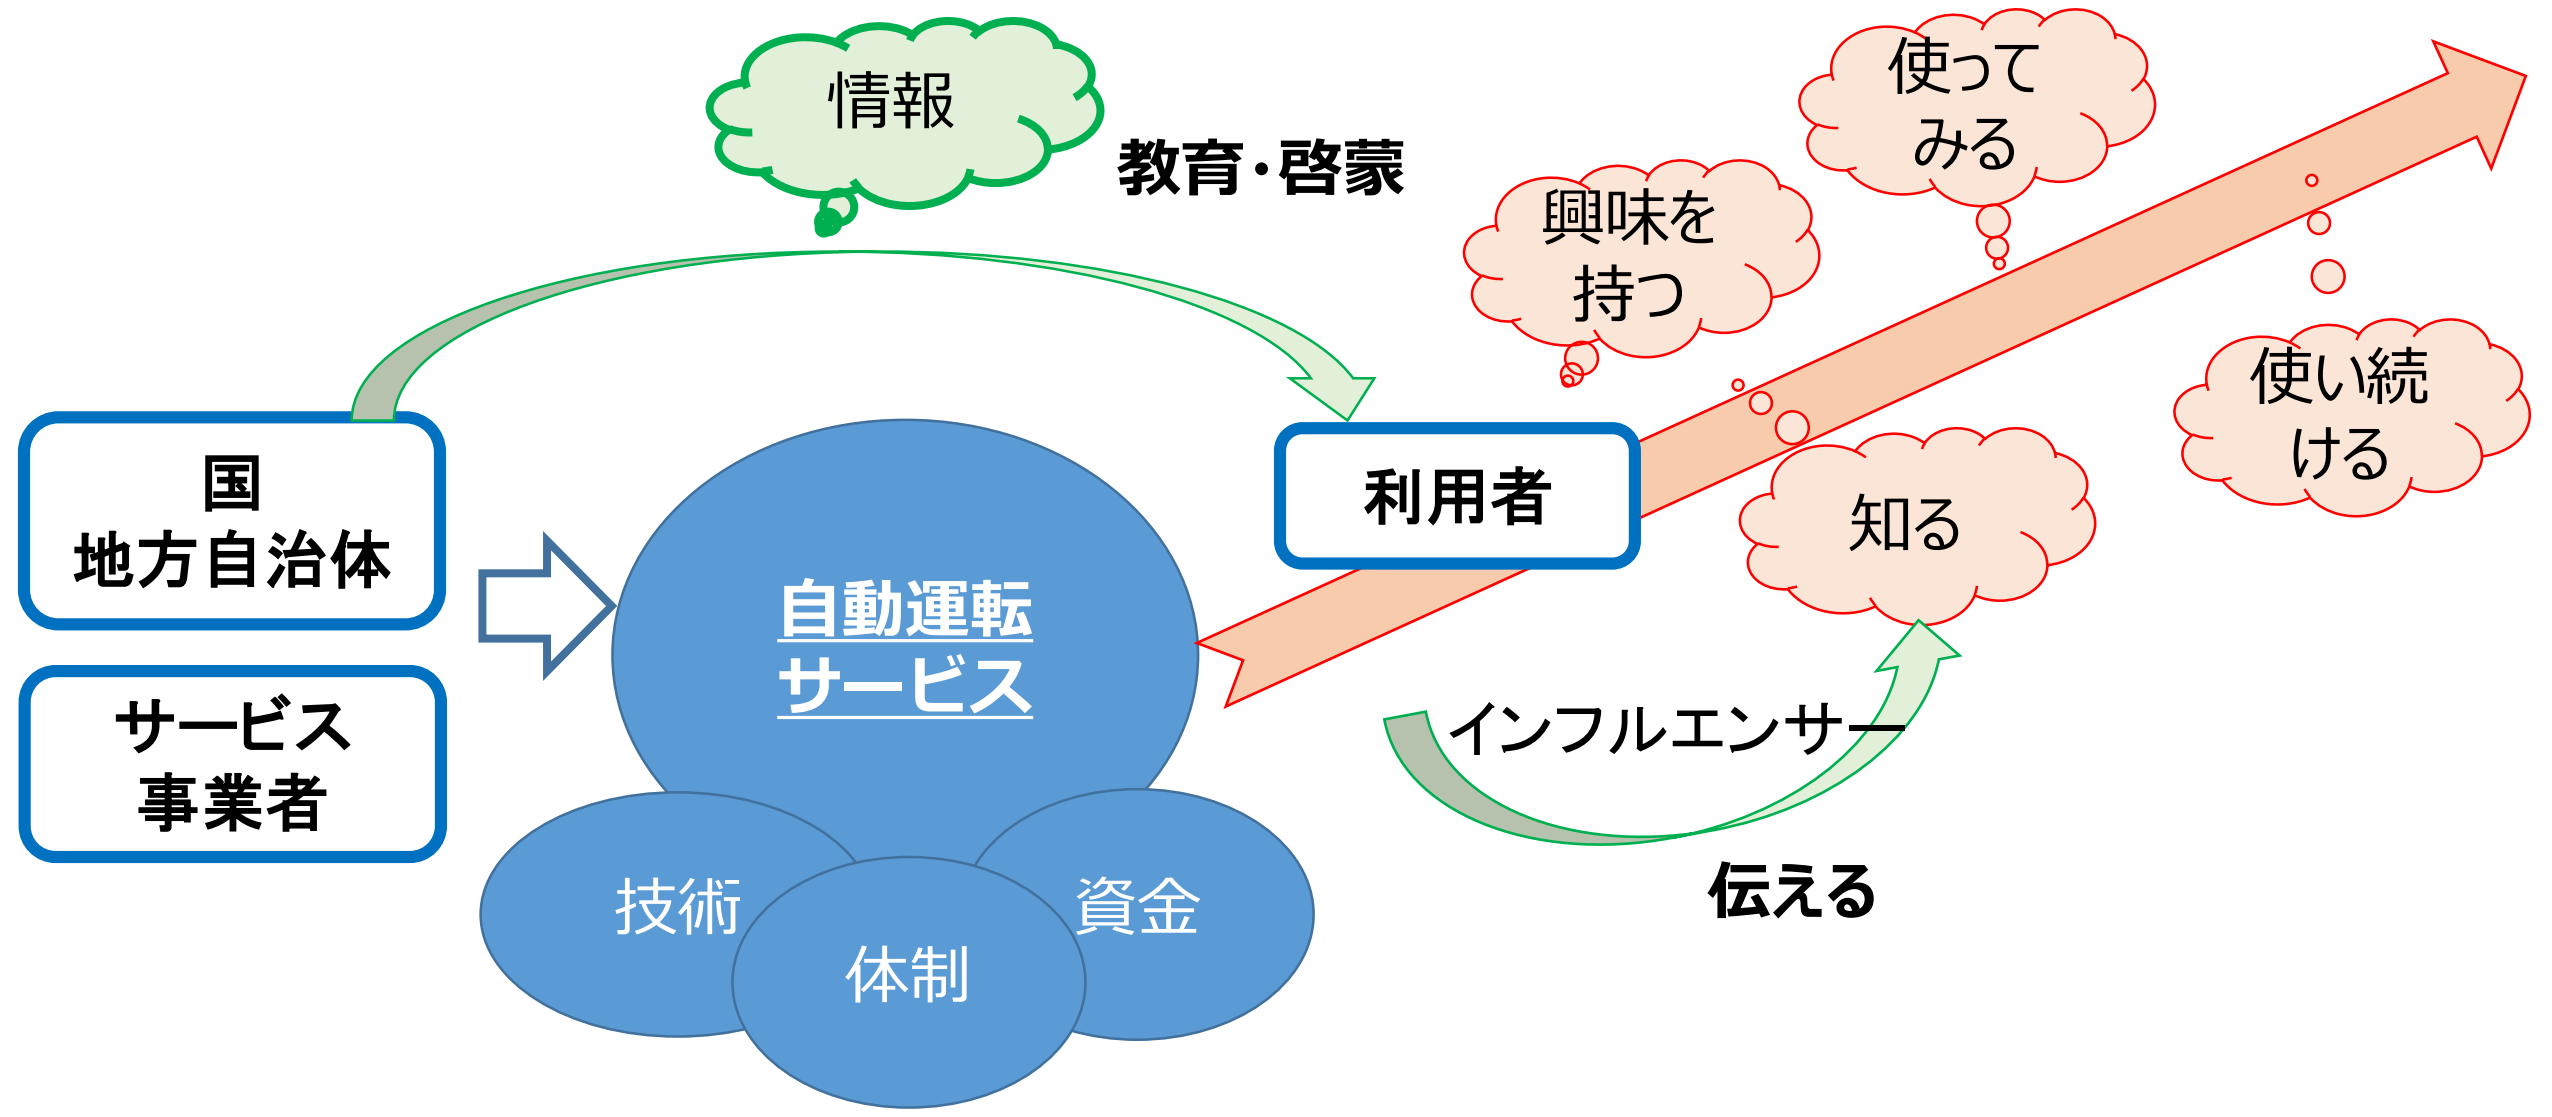 情報
教育・啓蒙
使って
みる
興味を
持つ
国
地方自治体
利用者
使い続
ける
知る
自動運転
サービス
サービス
事業者
インフルエンサー
技術
資金
体制
伝える